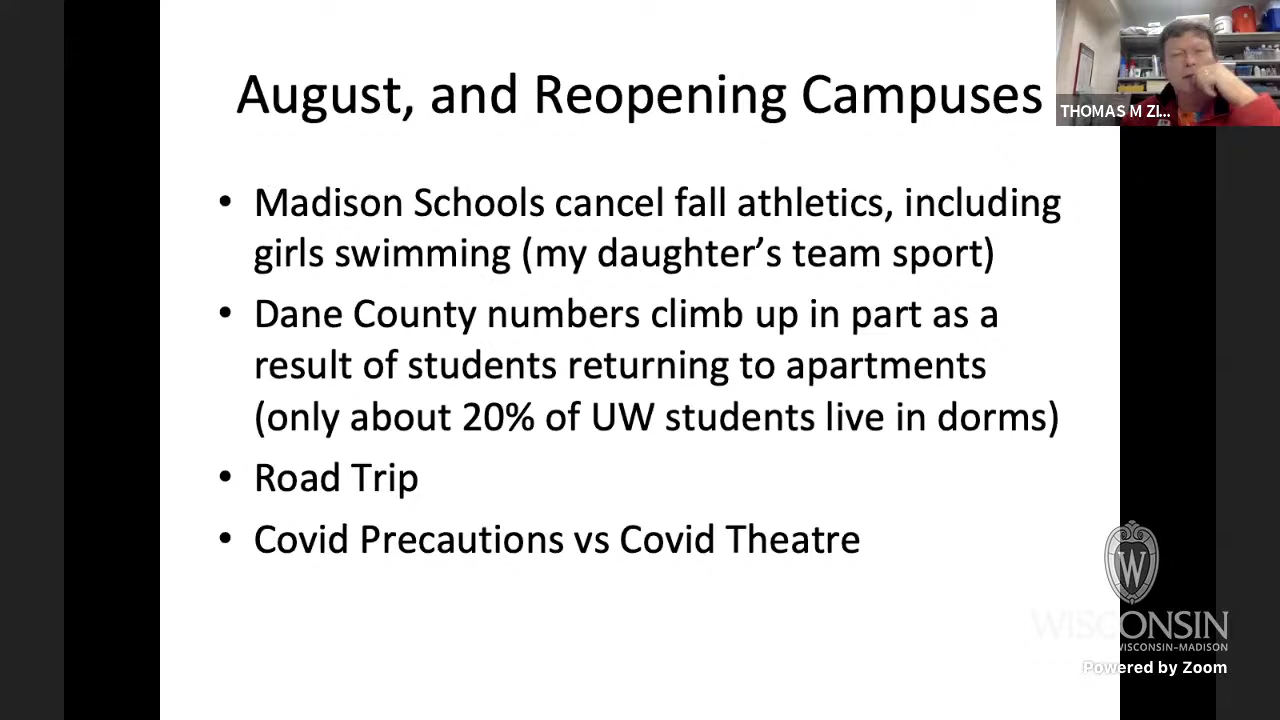 August, and Reopening Campuses
THOMAS M ZI...
• Madison Schools cancel fall athletics, including
girls swimming (my daughter’s team sport)
• Dane County numbers climb up in part as a
result of students returning to apartments
(only about 20% of UW students live in dorms)
• Road Trip
• Covid Precautions vs Covid Theatre
W
WISCONSIN
WISCONSIN–MADISON
Powered by Zoom